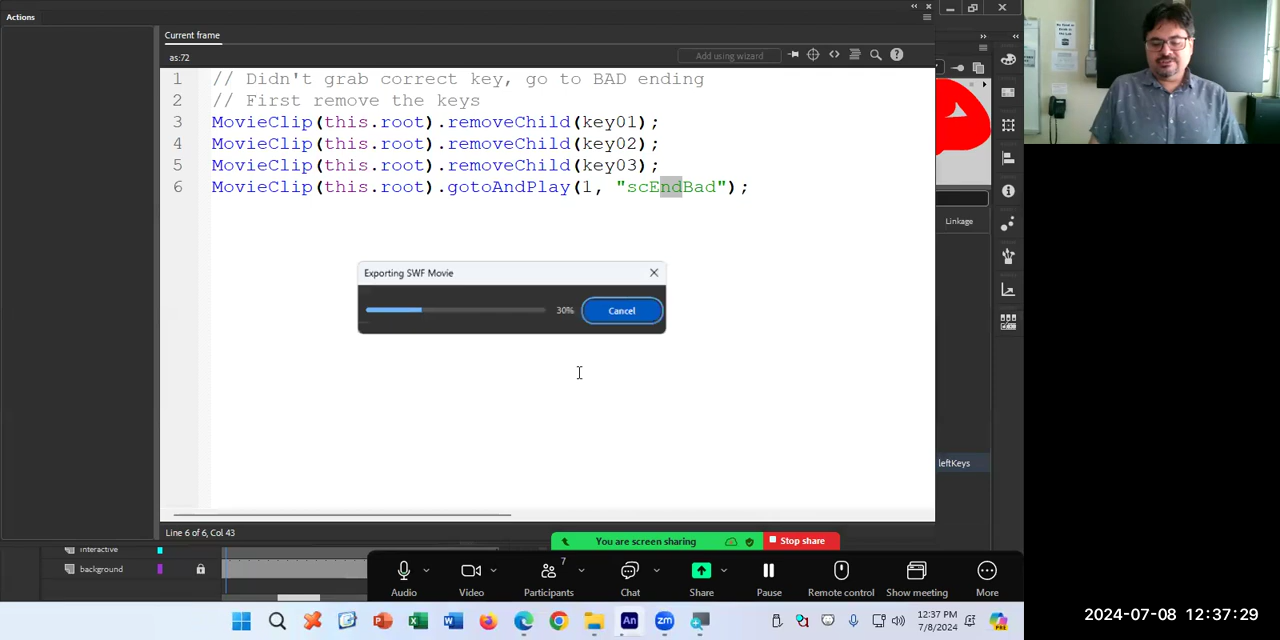 Actions
Current frame
as:72
Add using wizard
1 // Didn't grab correct key, go to BAD ending
2 // First remove the keys
3 MovieClip(this.root).removeChild(key01);
4 MovieClip(this.root).removeChild(key02);
5 MovieClip(this.root).removeChild(key03);
6 MovieClip(this.root).gotoAndPlay(1, "scEndBad");
Linkage
Exporting SWF Movie
30%
Cancel
leftKeys
Line 6 of 6, Col 43
You are screen sharing
Stop share
interactive
background
7
Audio
Video
Participants
Chat
Share
Pause
Remote control
Show meeting
More
12:37 PM
7/8/2024
2024-07-08 12:37:29